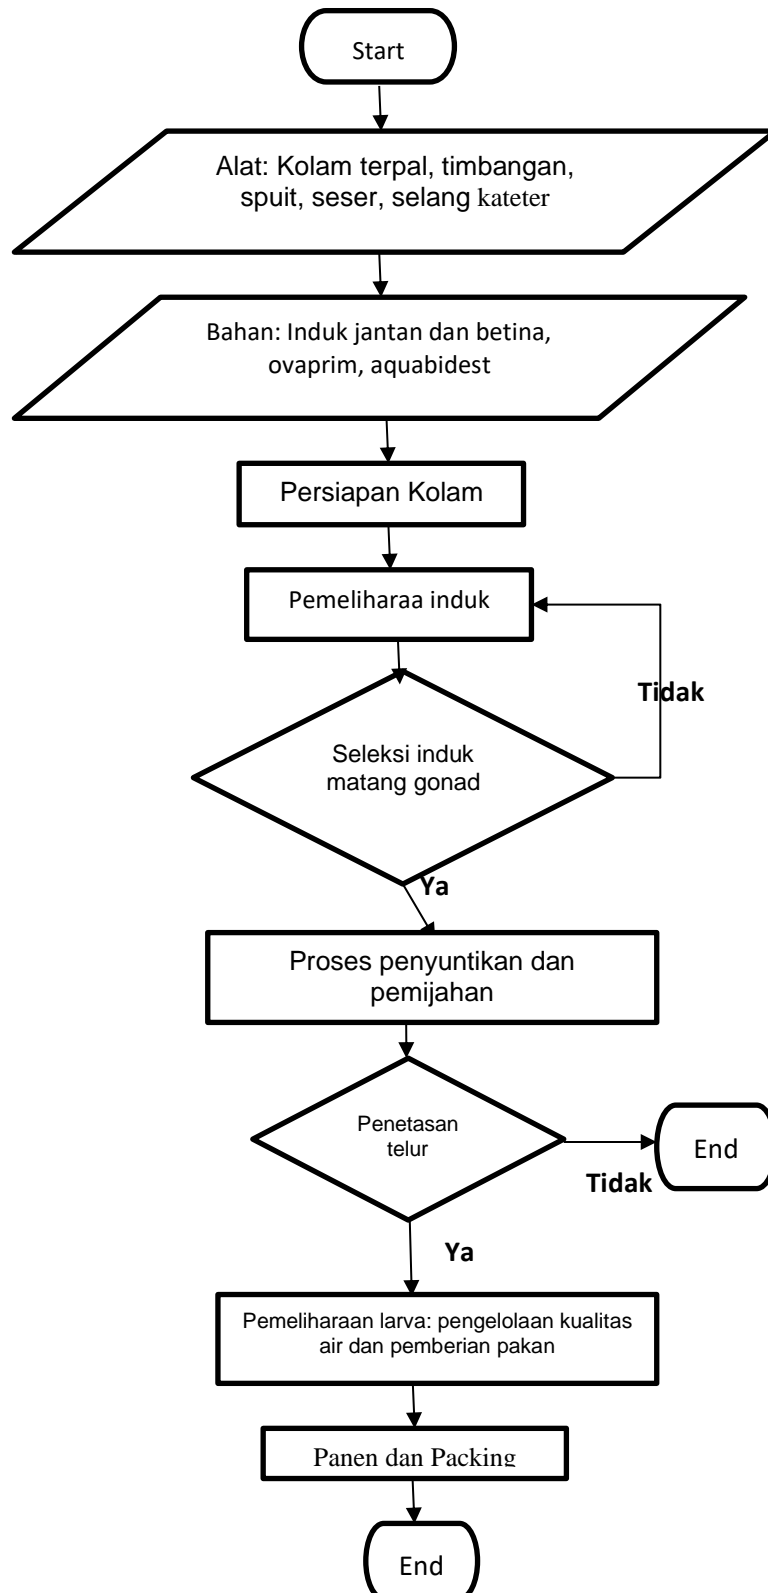 Start
Alat: Kolam terpal, timbangan,
spuit, seser, selang kateter
Bahan: Induk jantan dan betina,
ovaprim, aquabidest
Persiapan Kolam
Pemeliharaa induk
Tidak
Seleksi induk
matang gonad
Ya
Proses penyuntikan dan
pemijahan
Penetasan
telur
End
Tidak
Ya
Pemeliharaan larva: pengelolaan kualitas
air dan pemberian pakan
Panen dan Packing
End